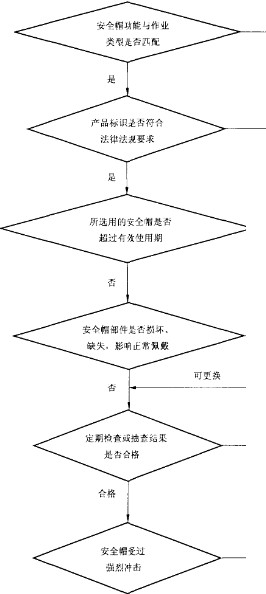 安全帽功能与作业
类型是否匹配
是
产品标识是否符合
法律法规要求
是
所选用的安全帽是否
超过有效使用期
否
安全帽部件是否损坏、
缺失，影响正常佩戴
否
可更换
定期检查或抽查结果
是否合格
合格
安全帽受过
强烈冲击